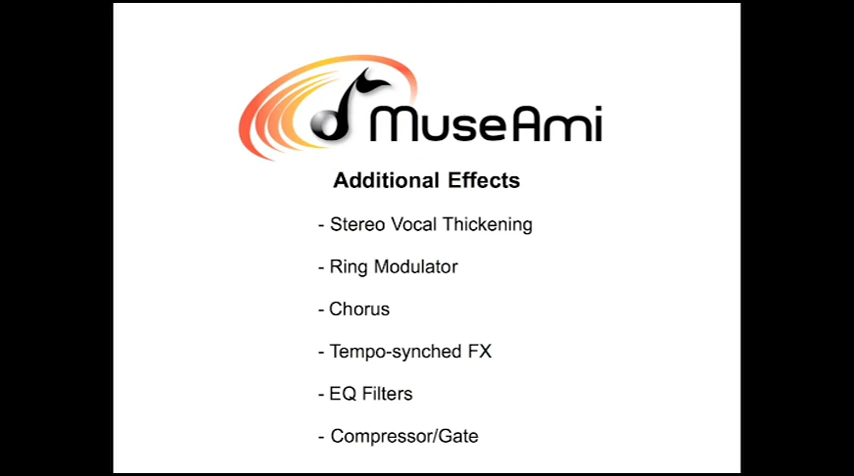 MuseAmi
Additional Effects
- Stereo Vocal Thickening
- Ring Modulator
- Chorus
- Tempo-synched FX
- EQ Filters
- Compressor/Gate